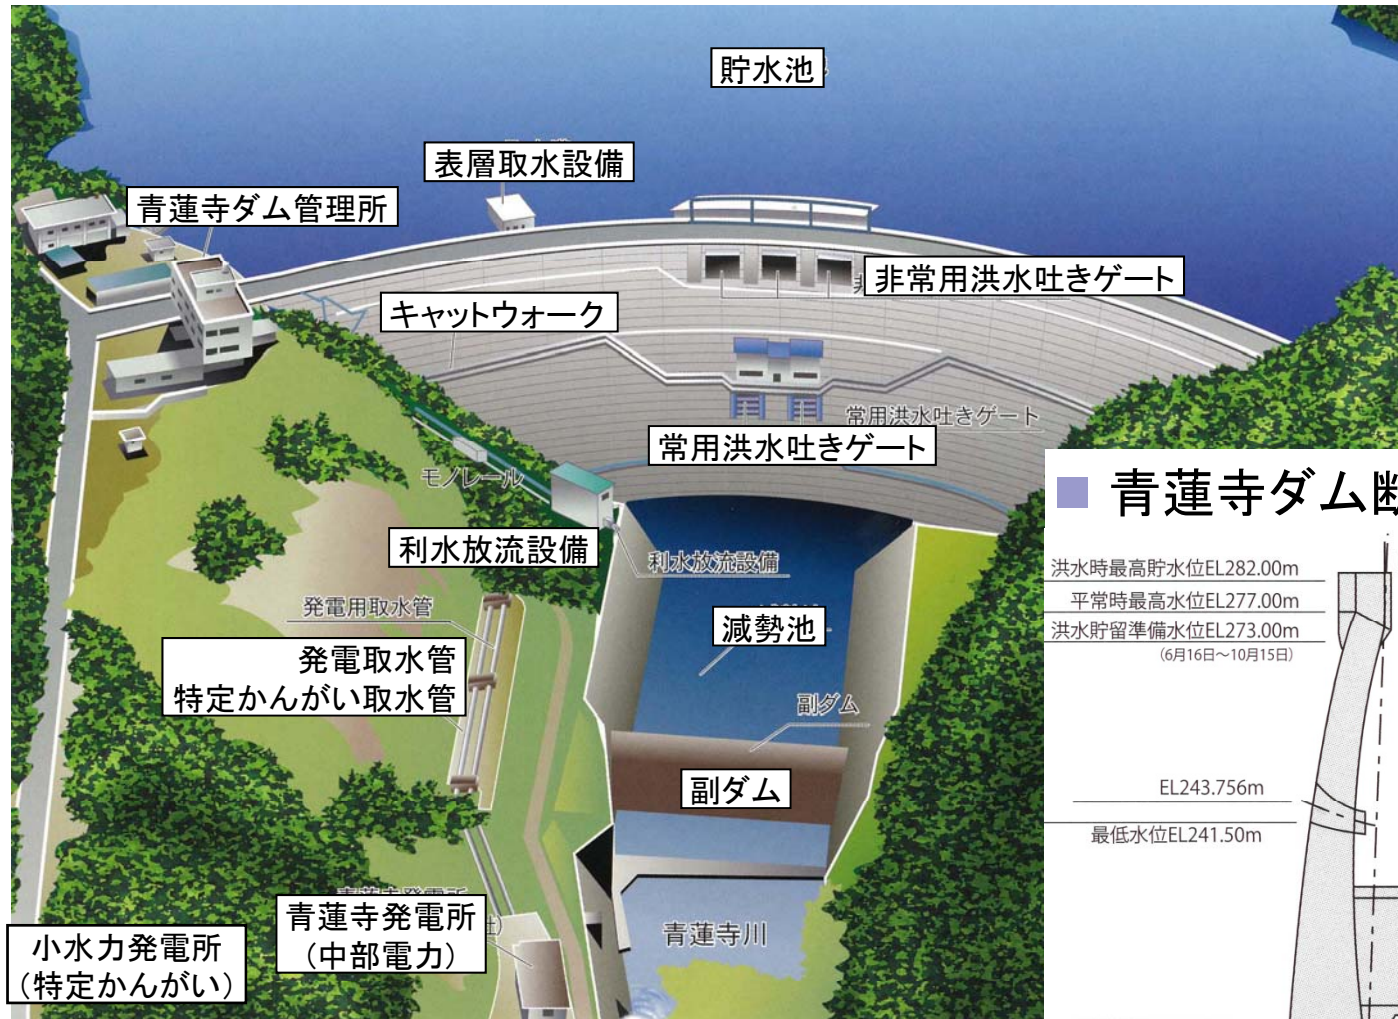 貯水池
表層取水設備
青蓮寺ダム管理所
非常用洪水吐きゲート
キャットウォーク
常用洪水吐きゲート
常用洪水吐きゲート
モノレール
利水放流設備
利水放流設備
発電用取水管
減勢池
発電取水管
特定かんがい取水管
副ダム
副ダム
青蓮寺発電所
(中部電力)
青蓮寺川
小水力発電所
(特定かんがい)
■ 青蓮寺ダム断
洪水時最高貯水位EL282.00m
平常時最高水位EL277.00m
洪水貯留準備水位EL273.00m
(6月16日～10月15日)
EL243.756m
最低水位EL241.50m